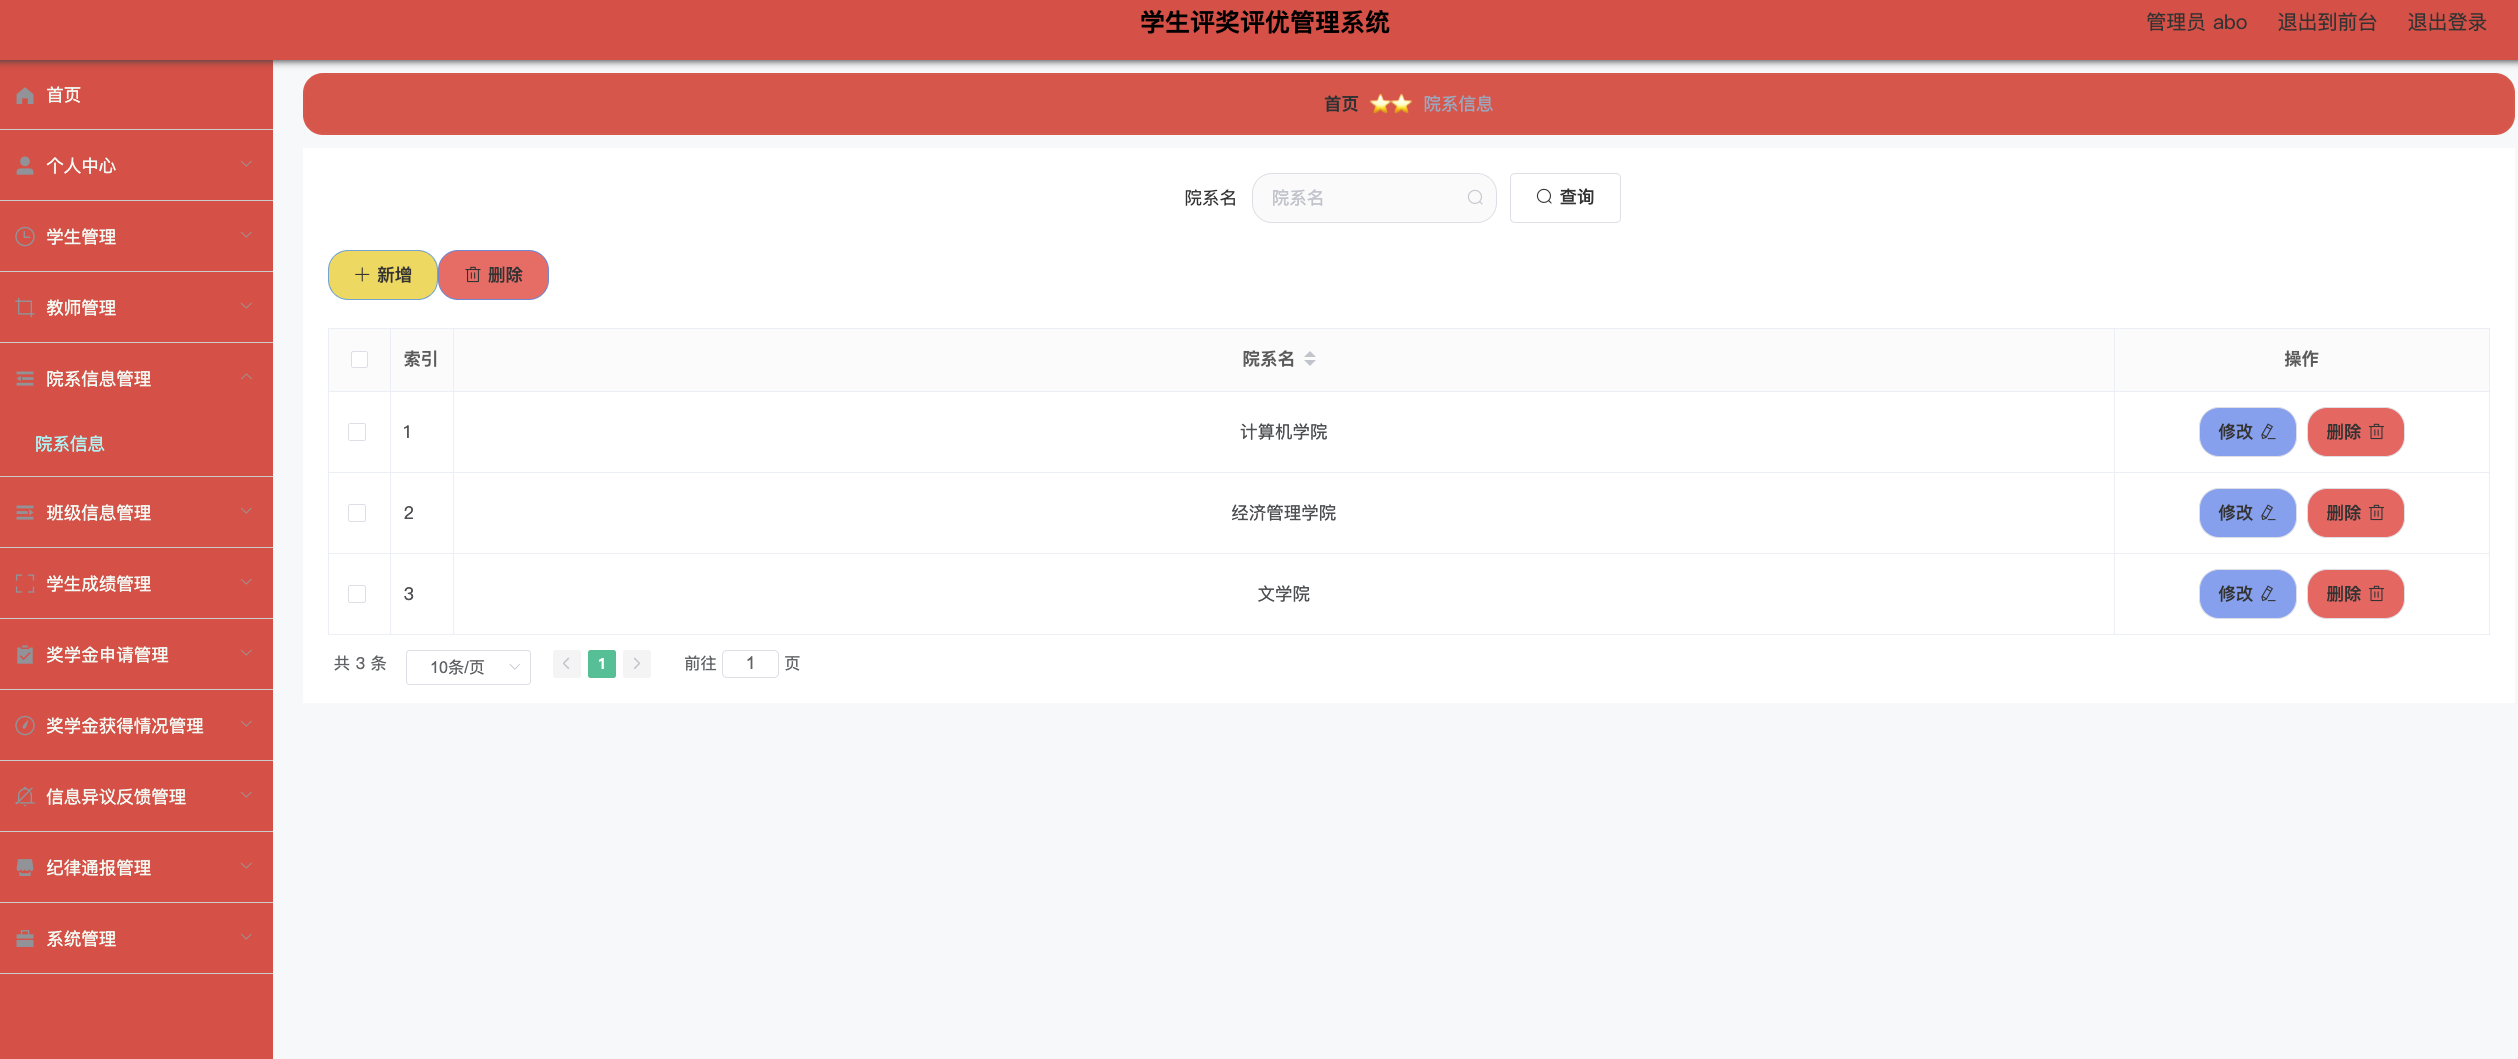 学生评奖评优管理系统
管理员 abo 退出到前台 退出登录
首页
个人中心
学生管理
教师管理
院系信息管理
院系信息
班级信息管理
学生成绩管理
奖学金申请管理
奖学金获得情况管理
信息异议反馈管理
纪律通报管理
系统管理
首页 院系信息
院系名 院系名 查询
新增 删除
索引 院系名 操作
1 计算机学院 修改 删除
2 经济管理学院 修改 删除
3 文学院 修改 删除
共 3 条 10条/页 1 前往 1 页